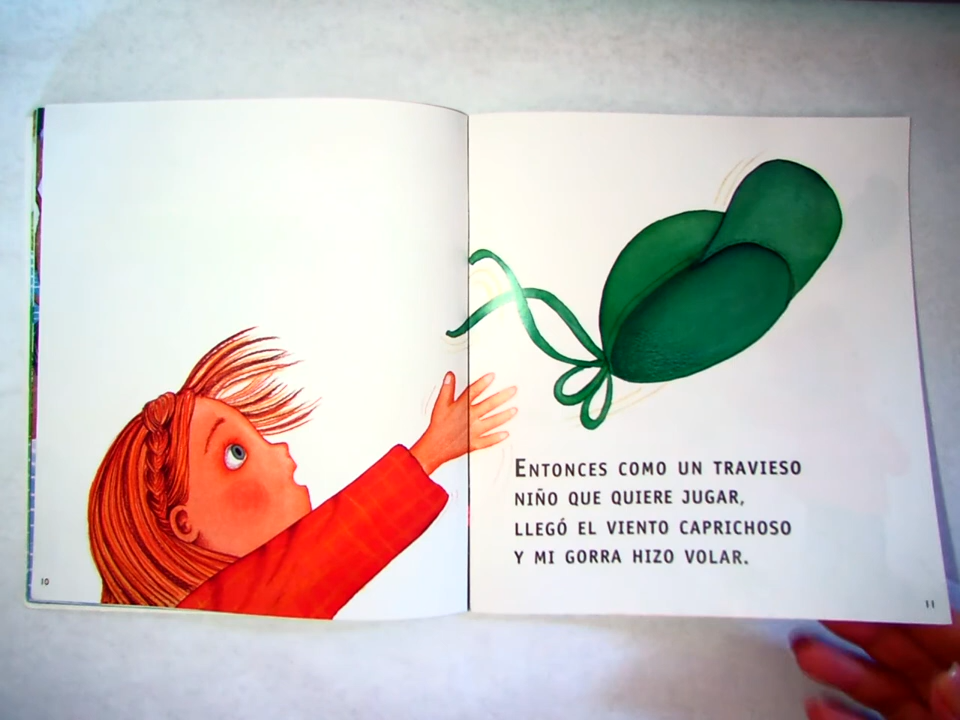 10
ENTONCES COMO UN TRAVIESO
NIÑO QUE QUIERE JUGAR,
LLEGÓ EL VIENTO CAPRICHOSO
Y MI GORRA HIZO VOLAR.
11